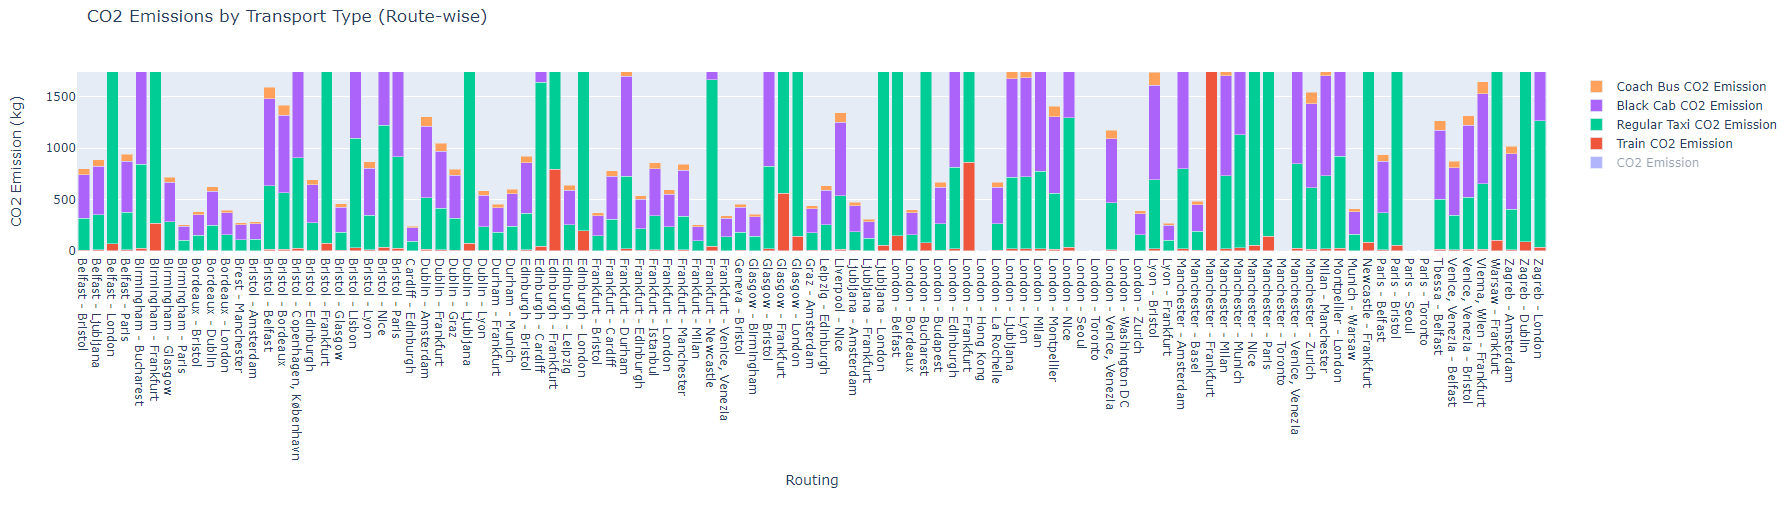 CO2 Emissions by Transport Type (Route-wise)
CO2 Emission (kg)
1500
1000
500
0
Coach Bus CO2 Emission
Black Cab CO2 Emission
Regular Taxi CO2 Emission
Train CO2 Emission
CO2 Emission
Belfast - Bristol
Belfast - Ljubljana
Belfast - London
Belfast - Paris
Birmingham - Bucharest
Birmingham - Frankfurt
Birmingham - Glasgow
Birmingham - Paris
Bordeaux - Bristol
Bordeaux - Dublin
Bordeaux - London
Brest - Manchester
Bristol - Amsterdam
Bristol - Belfast
Bristol - Bordeaux
Bristol - Copenhagen, København
Bristol - Edinburgh
Bristol - Frankfurt
Bristol - Glasgow
Bristol - Lisbon
Bristol - Lyon
Bristol - Nice
Bristol - Paris
Cardiff - Edinburgh
Dublin - Amsterdam
Dublin - Frankfurt
Dublin - Graz
Dublin - Ljubljana
Dublin - Lyon
Durham - Frankfurt
Durham - Munich
Edinburgh - Bristol
Edinburgh - Cardiff
Edinburgh - Frankfurt
Edinburgh - Leipzig
Edinburgh - London
Frankfurt - Bristol
Frankfurt - Cardiff
Frankfurt - Durham
Frankfurt - Edinburgh
Frankfurt - Istanbul
Frankfurt - London
Frankfurt - Manchester
Frankfurt - Milan
Frankfurt - Newcastle
Frankfurt - Venice, Venezia
Geneva - Bristol
Glasgow - Birmingham
Glasgow - Bristol
Glasgow - Frankfurt
Glasgow - London
Graz - Amsterdam
Leipzig - Edinburgh
Liverpool - Nice
Ljubljana - Amsterdam
Ljubljana - Frankfurt
Ljubljana - London
London - Belfast
London - Bordeaux
London - Bucharest
London - Budapest
London - Edinburgh
London - Frankfurt
London - Hong Kong
London - La Rochelle
London - Ljubljana
London - Lyon
London - Milan
London - Montpellier
London - Nice
London - Seoul
London - Toronto
London - Venice, Venezia
London - Washington D C
London - Zurich
Lyon - Bristol
Lyon - Frankfurt
Manchester - Amsterdam
Manchester - Basel
Manchester - Frankfurt
Manchester - Milan
Manchester - Munich
Manchester - Nice
Manchester - Paris
Manchester - Toronto
Manchester - Venice, Venezia
Manchester - Zurich
Milan - Manchester
Montpellier - London
Munich - Warsaw
Newcastle - Frankfurt
Paris - Belfast
Paris - Bristol
Paris - Seoul
Paris - Toronto
Tbessa - Belfast
Venice, Venezia - Belfast
Venice, Venezia - Bristol
Vienna, Wien - Frankfurt
Warsaw - Frankfurt
Zagreb - Amsterdam
Zagreb - Dublin
Zagreb - London
Routing